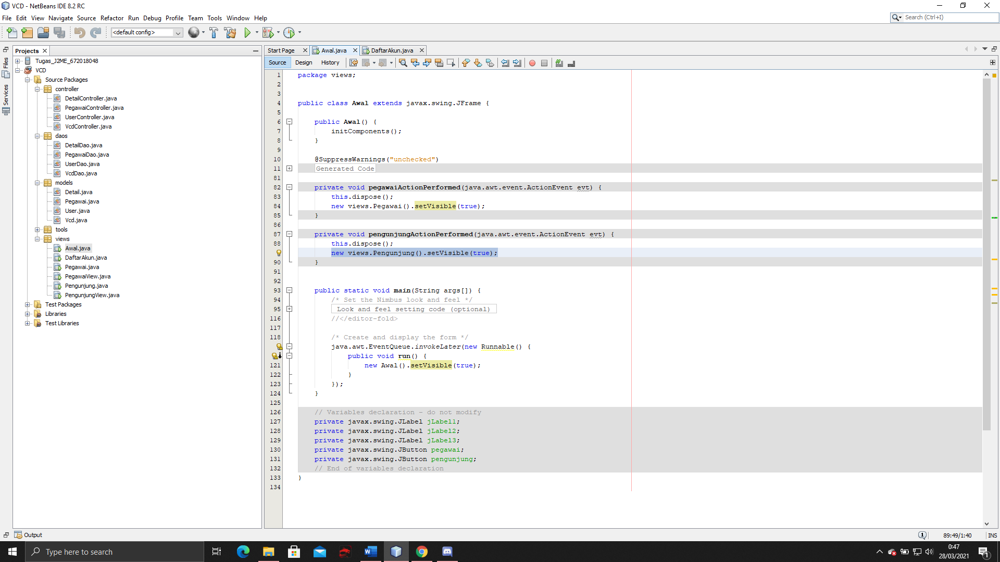 VCD - NetBeans IDE 8.2 RC
File Edit View Navigate Source Refactor Run Debug Profile Team Tools Window Help
Search (Ctrl+I)
<default config>
Files
Services
Projects
Tugas_J2ME_672018048
VCD
Source Packages
controller
DetailController.java
PegawaiController.java
UserController.java
VcdController.java
daos
DetailDao.java
PegawaiDao.java
UserDao.java
VcdDao.java
models
Detail.java
Pegawai.java
User.java
Vcd.java
tools
views
Awal.java
DaftarAkun.java
Pegawai.java
PegawaiView.java
Pengunjung.java
PengunjungView.java
Test Packages
Libraries
Test Libraries
Start Page Awal.java DaftarAkun.java
Source Design History
1 package views;
2
3
4 public class Awal extends javax.swing.JFrame {
5
6 public Awal() {
7 initComponents();
8 }
9
10 @SuppressWarnings("unchecked")
11 Generated Code
81
82 private void pegawaiActionPerformed(java.awt.event.ActionEvent evt) {
83 this.dispose();
84 new views.Pegawai().setVisible(true);
85 }
86
87 private void pengunjungActionPerformed(java.awt.event.ActionEvent evt) {
88 this.dispose();
new views.Pengunjung().setVisible(true);
90 }
91
92
93 public static void main(String args[]) {
94 /* Set the Nimbus look and feel */
95 Look and feel setting code (optional)
116 //</editor-fold>
117
118 /* Create and display the form */
java.awt.EventQueue.invokeLater(new Runnable() {
public void run() {
121 new Awal().setVisible(true);
122 }
123 });
124 }
125
126 // Variables declaration - do not modify
127 private javax.swing.JLabel jLabel1;
128 private javax.swing.JLabel jLabel2;
129 private javax.swing.JLabel jLabel3;
130 private javax.swing.JButton pegawai;
131 private javax.swing.JButton pengunjung;
132 // End of variables declaration
133 }
134
Output
1
89:49/1:40
INS
Type here to search
0:47
28/03/2021
1